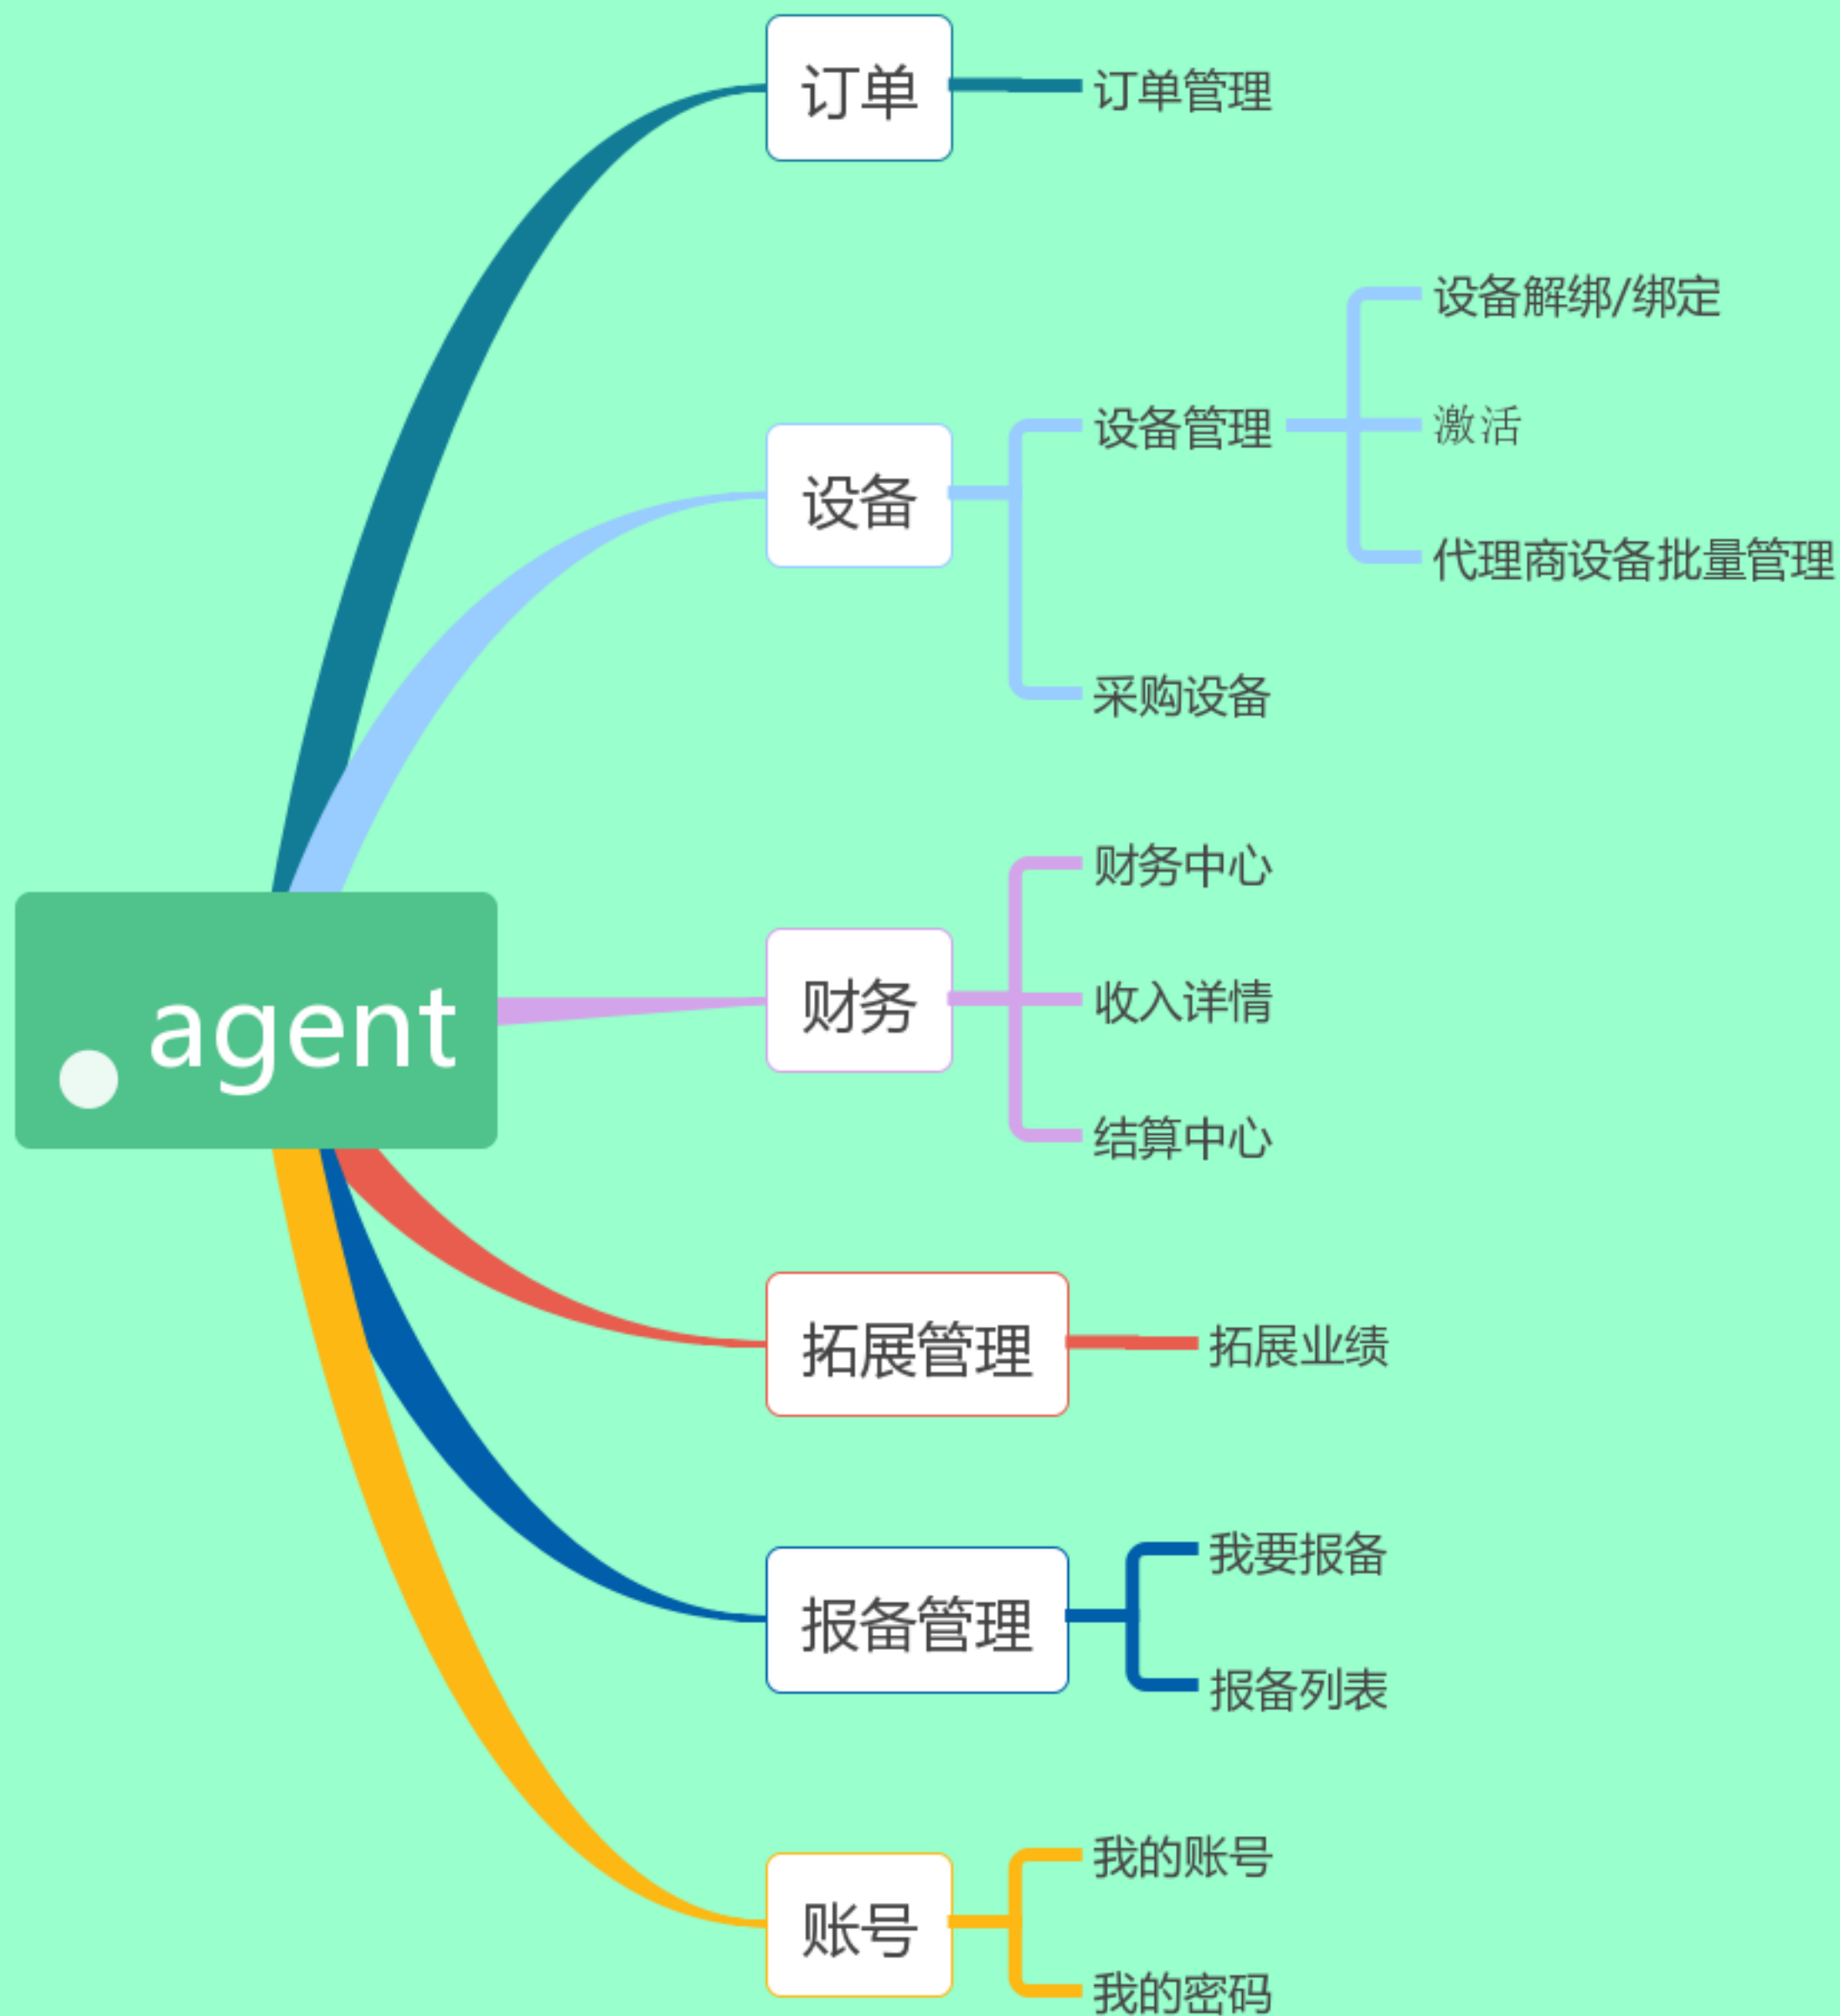 agent
订单
订单管理
设备
设备管理
设备解绑/绑定
激活
代理商设备批量管理
采购设备
财务
财务中心
收入详情
结算中心
拓展管理
拓展业绩
报备管理
我要报备
报备列表
账号
我的账号
我的密码